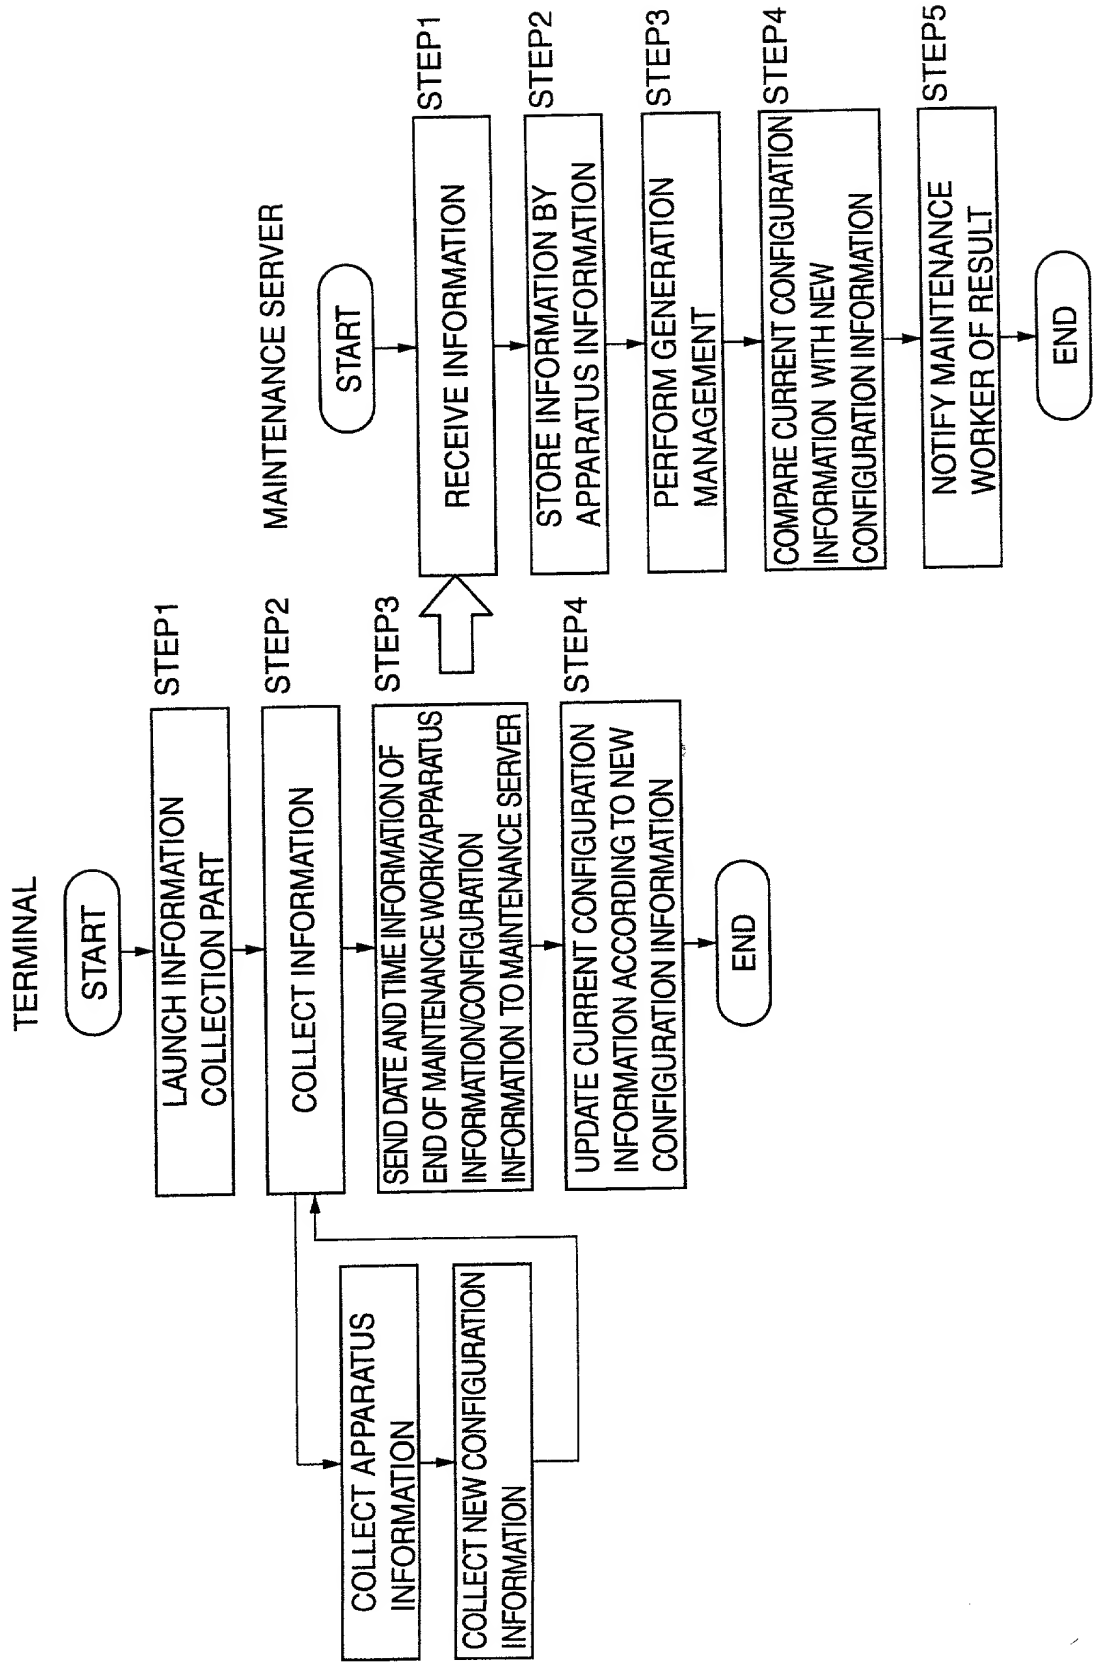 TERMINAL
START
LAUNCH INFORMATION
COLLECTION PART
STEP1
COLLECT INFORMATION
STEP2
COLLECT APPARATUS
INFORMATION
COLLECT NEW CONFIGURATION
INFORMATION
SEND DATE AND TIME INFORMATION OF
END OF MAINTENANCE WORK/APPARATUS
INFORMATION/CONFIGURATION
INFORMATION TO MAINTENANCE SERVER
STEP3
UPDATE CURRENT CONFIGURATION
INFORMATION ACCORDING TO NEW
CONFIGURATION INFORMATION
STEP4
END
MAINTENANCE SERVER
START
RECEIVE INFORMATION
STEP1
STORE INFORMATION BY
APPARATUS INFORMATION
STEP2
PERFORM GENERATION
MANAGEMENT
STEP3
COMPARE CURRENT CONFIGURATION
INFORMATION WITH NEW
CONFIGURATION INFORMATION
STEP4
NOTIFY MAINTENANCE
WORKER OF RESULT
STEP5
END